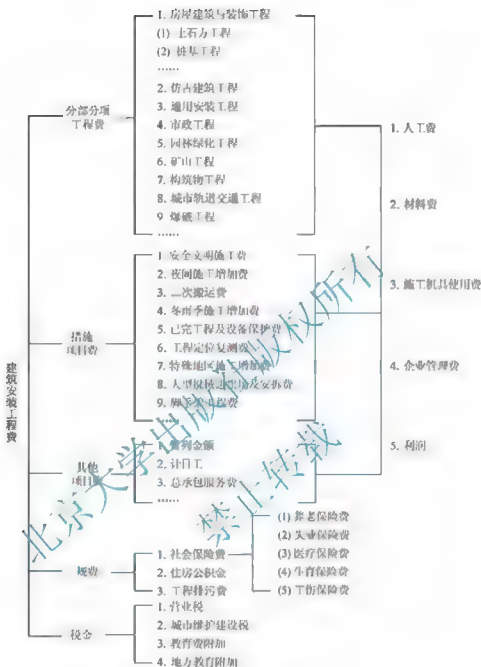 建筑安装工程费
分部分项
工程费
1. 房屋建筑与装饰工程
(1) 土石方工程
(2) 桩基工程
……
2. 仿古建筑工程
3. 通用安装工程
4. 市政工程
5. 园林绿化工程
6. 矿山工程
7. 构筑物工程
8. 城市轨道交通工程
9. 爆破工程
……
措施
项目费
1. 安全文明施工费
2. 夜间施工增加费
3. 二次搬运费
4. 冬雨季施工增加费
5. 已完工程及设备保护费
6. 工程定位复测费
7. 特殊地区施工增加费
8. 大型机械进出场及安拆费
9. 脚手架工程费
……
其他
项目费
1. 暂列金额
2. 计日工
3. 总承包服务费
……
规费
1. 社会保险费
2. 住房公积金
3. 工程排污费
(1) 养老保险费
(2) 失业保险费
(3) 医疗保险费
(4) 生育保险费
(5) 工伤保险费
税金
1. 营业税
2. 城市维护建设税
3. 教育费附加
4. 地方教育附加
1. 人工费
2. 材料费
3. 施工机具使用费
4. 企业管理费
5. 利润
北京大学出版社版权所有
禁止转载